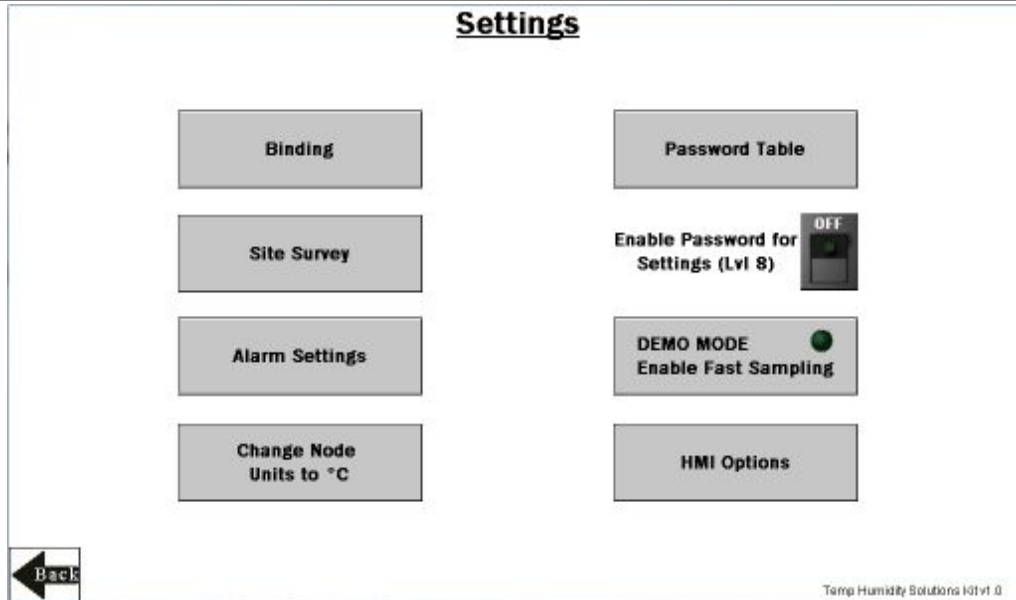 Settings
Binding
Password Table
Site Survey
OFF
Enable Password for
Settings (Lvl 8)
Alarm Settings
DEMO MODE
Enable Fast Sampling
Change Node
Units to °C
HMI Options
Back
Temp Humidity Solutions Kit v1.0